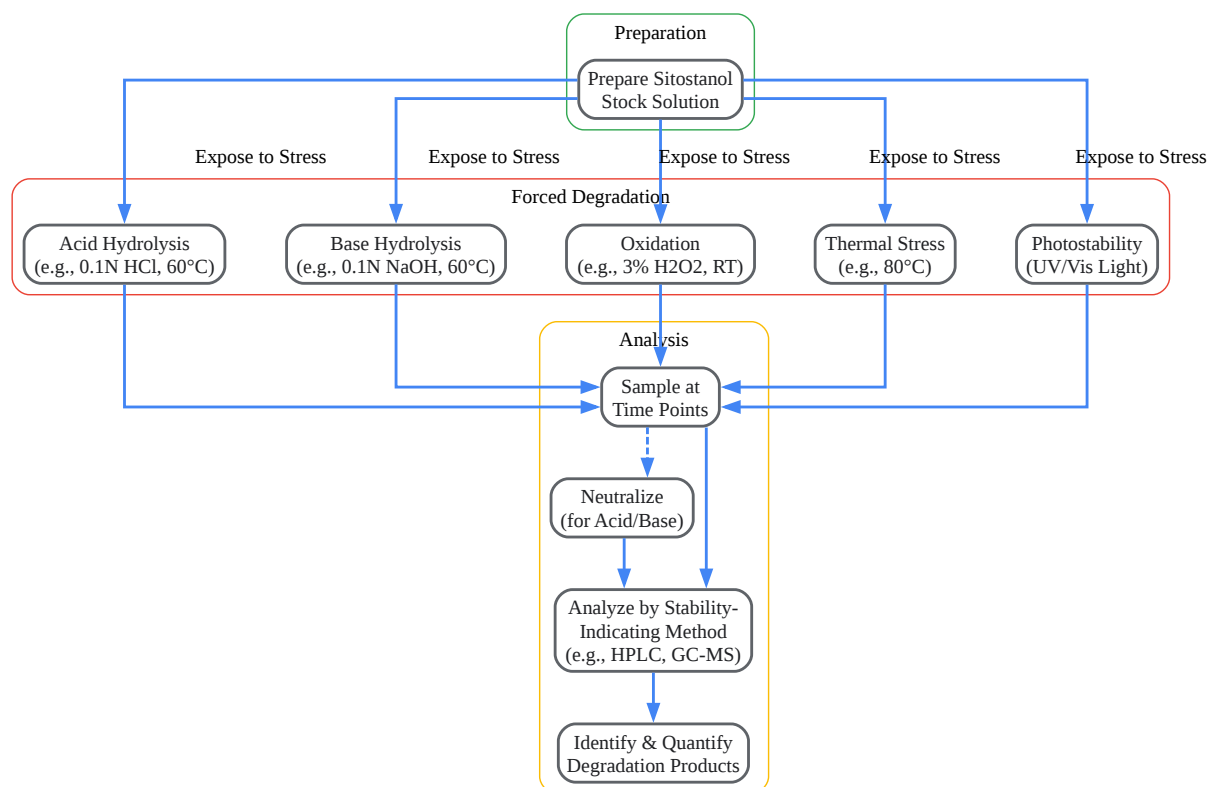 Preparation
Prepare Sitostanol
Stock Solution
Expose to Stress
Expose to Stress
Expose to Stress
Expose to Stress
Expose to Stress
Forced Degradation
Acid Hydrolysis
(e.g., 0.1N HCl, 60°C)
Base Hydrolysis
(e.g., 0.1N NaOH, 60°C)
Oxidation
(e.g., 3% H2O2, RT)
Thermal Stress
(e.g., 80°C)
Photostability
(UV/Vis Light)
Analysis
Sample at
Time Points
Neutralize
(for Acid/Base)
Analyze by Stability-
Indicating Method
(e.g., HPLC, GC-MS)
Identify & Quantify
Degradation Products